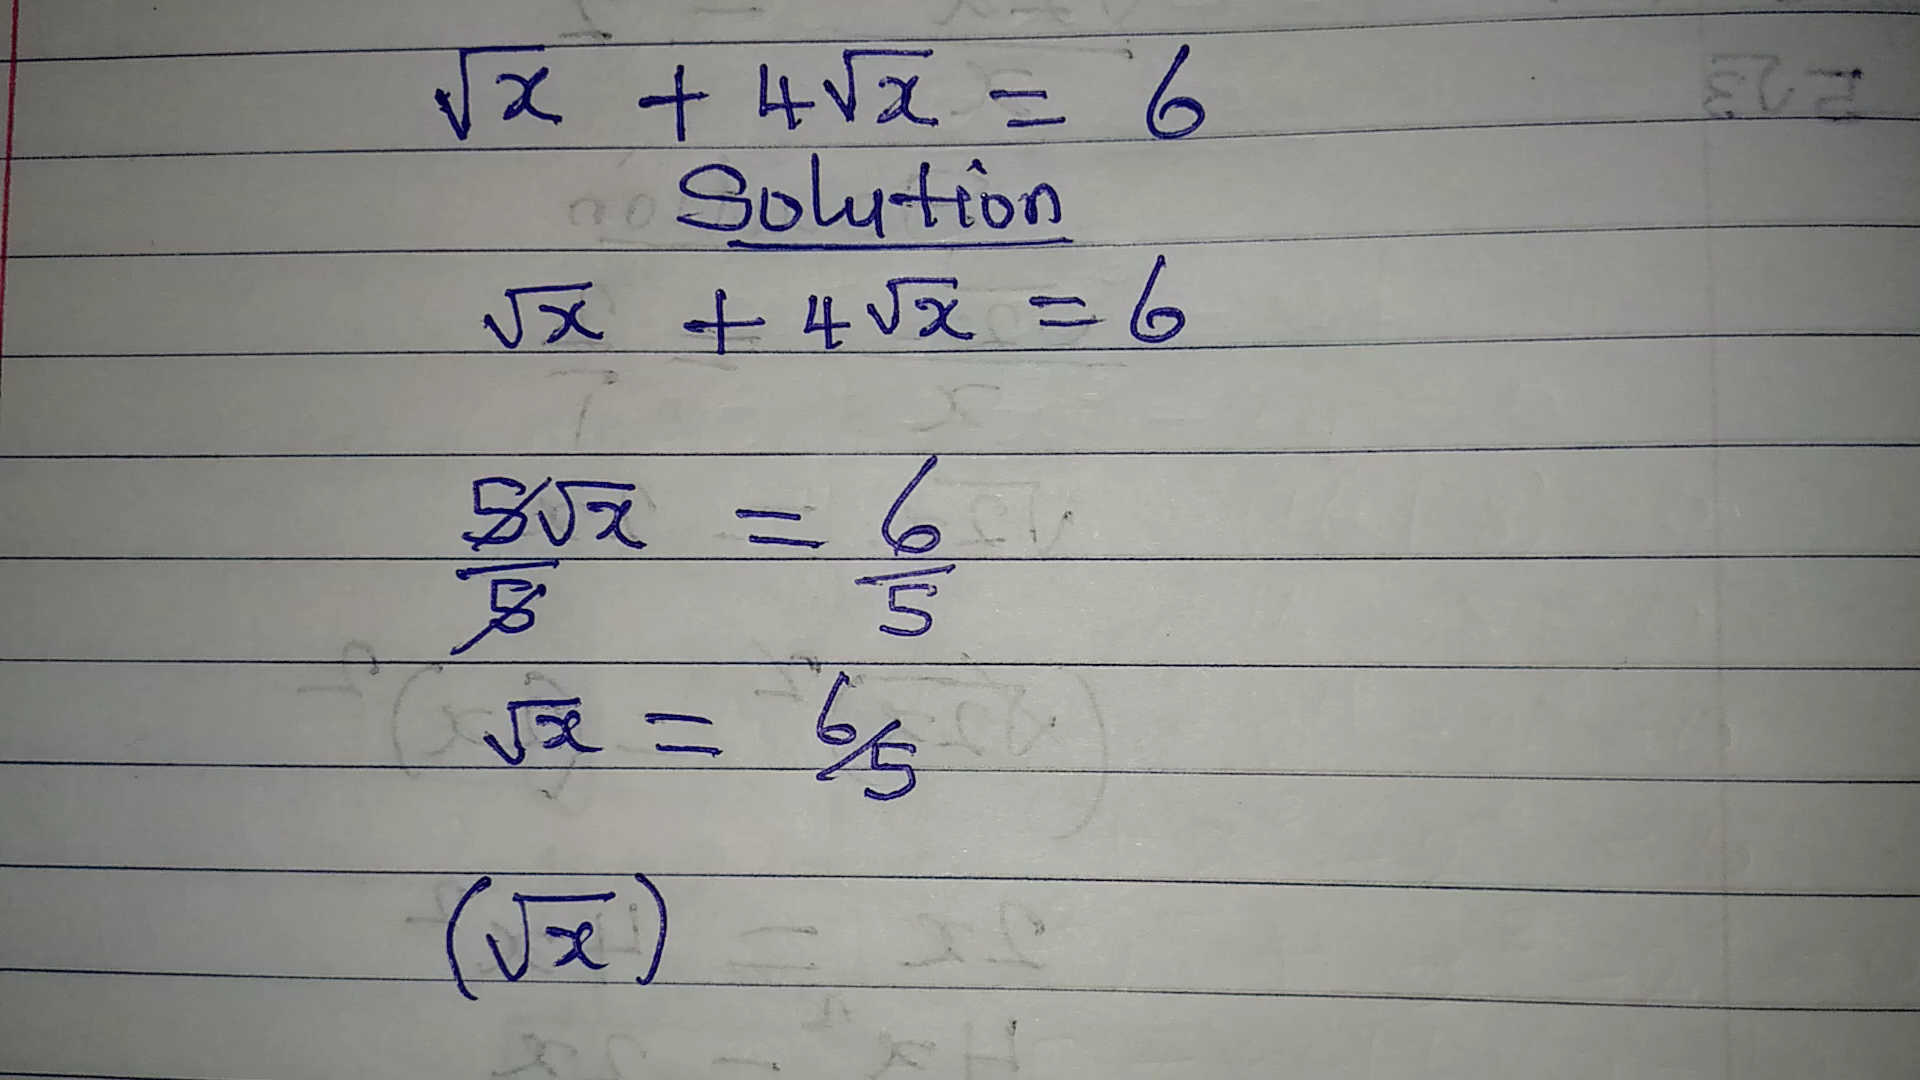 √x + 4√x = 6
Solution
√x + 4√x = 6
5√x/5 = 6/5
√x = 6/5
(√x)